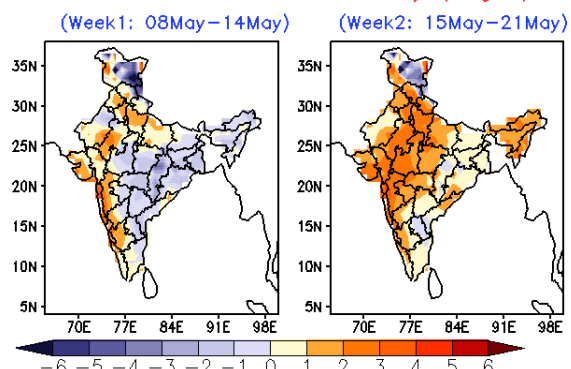 (Week1: 08May-14May) (Week2: 15May-21May)
35N 35N
30N 30N
25N 25N
20N 20N
15N 15N
10N 10N
5N 5N
70E 77E 84E 91E 98E 70E 77E 84E 91E 98E
-6 -5 -4 -3 -2 -1 0 1 2 3 4 5 6